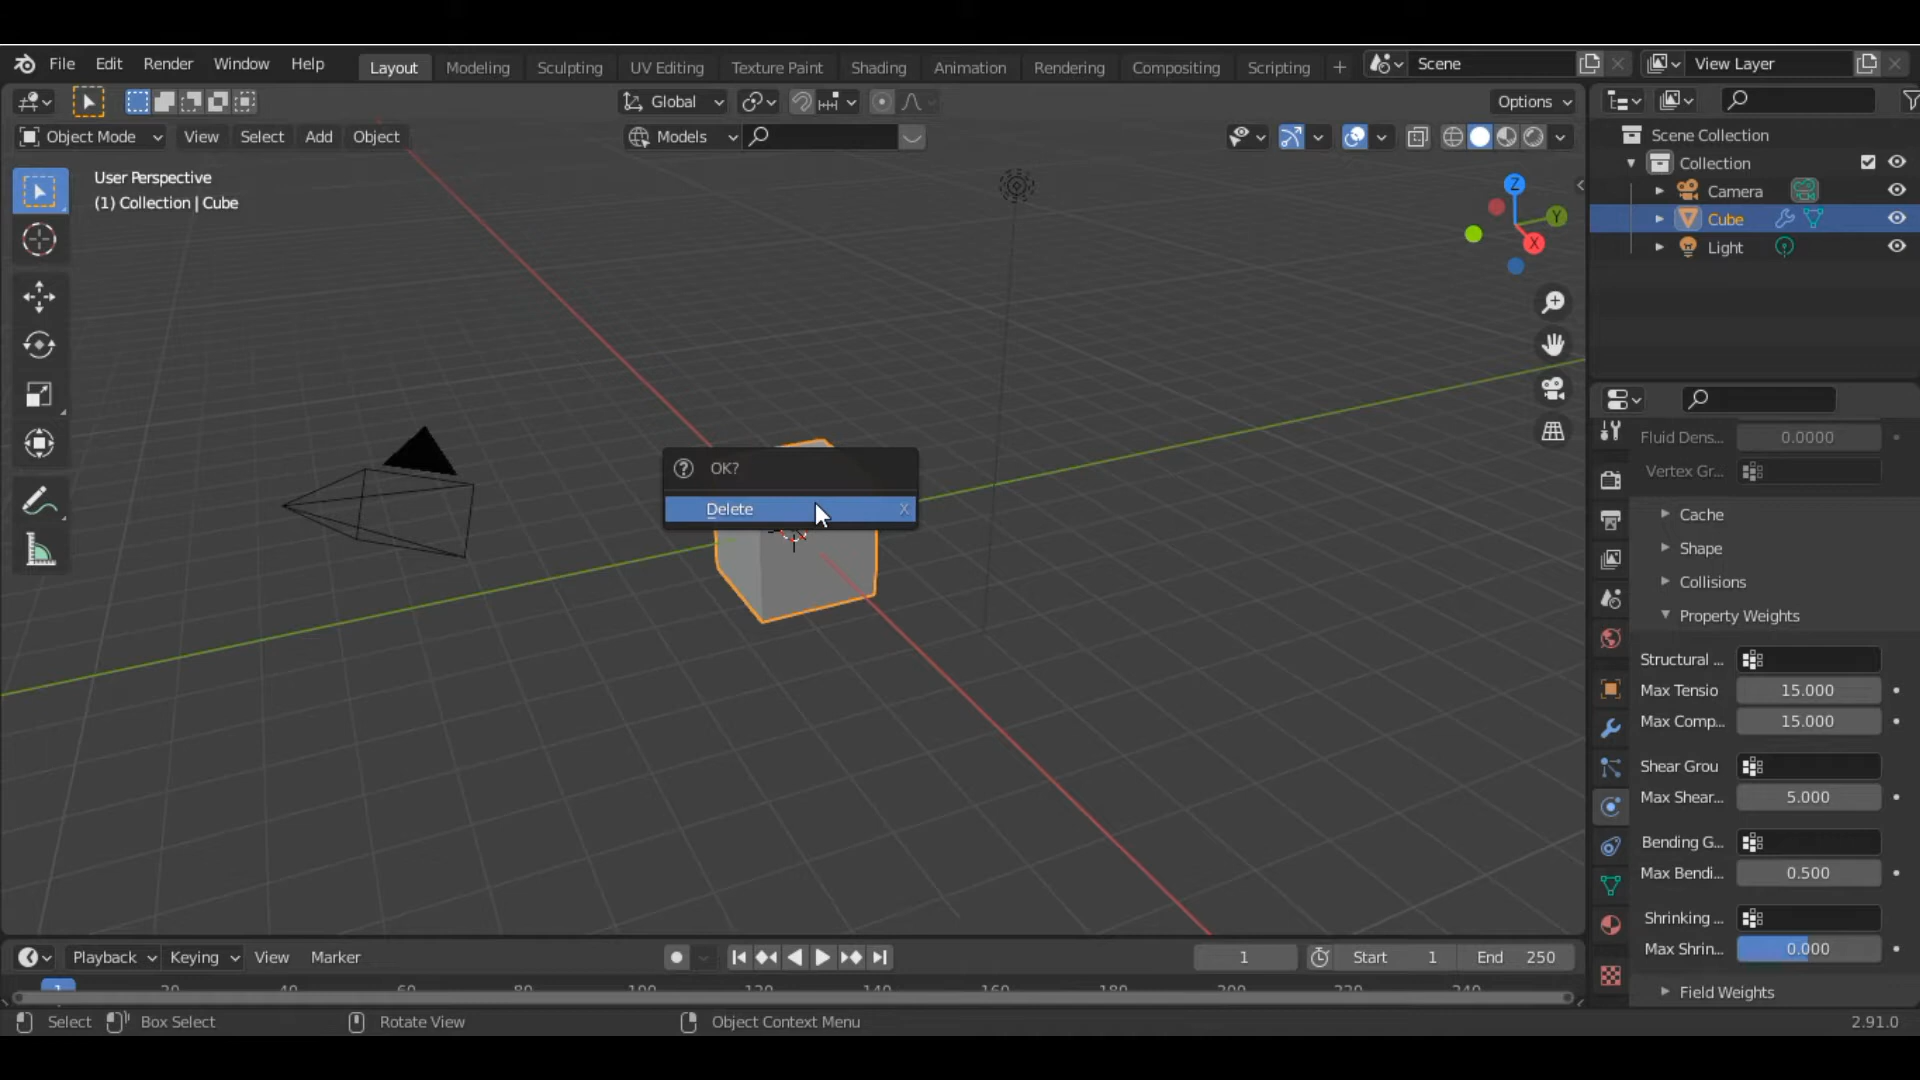 File Edit Render Window Help Layout Modeling Sculpting UV Editing Texture Paint Shading Animation Rendering Compositing Scripting + Scene View Layer
Global Options
Object Mode View Select Add Object Models
User Perspective
(1) Collection | Cube
Z
Y
X
Scene Collection
Collection
Camera
Cube
Light
OK?
Delete X
Fluid Dens... 0.0000
Vertex Gr...
Cache
Shape
Collisions
Property Weights
Structural ...
Max Tensio 15.000
Max Comp... 15.000
Shear Grou
Max Shear... 5.000
Bending G...
Max Bendi... 0.500
Shrinking ...
Max Shrin... 0.000
Field Weights
Playback Keying View Marker 1 Start 1 End 250
1 20 40 60 80 100 120 140 160 180 200 220 240
Select Box Select Rotate View Object Context Menu 2.91.0